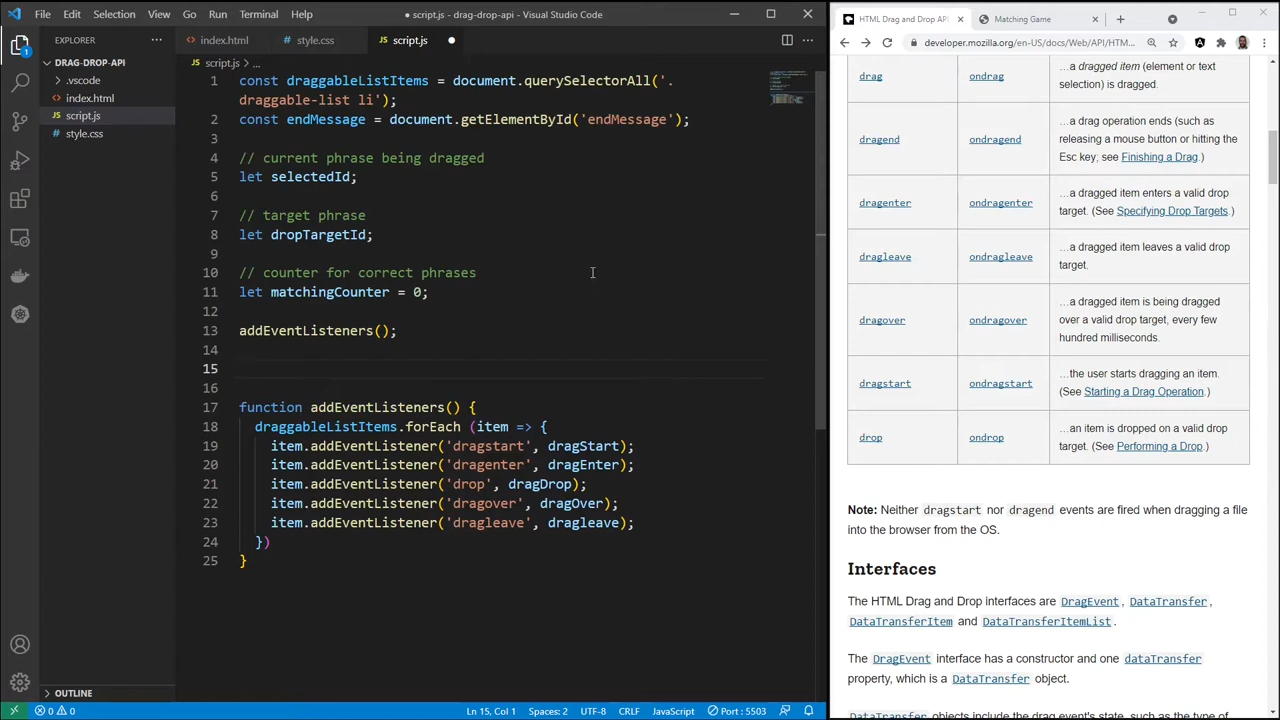 File Edit Selection View Go Run Terminal Help
● script.js - drag-drop-api - Visual Studio Code
EXPLORER
DRAG-DROP-API
.vscode
index.html
script.js
style.css
OUTLINE
index.html
style.css
script.js
script.js > ...
1 const draggableListItems = document.querySelectorAll('.
draggable-list li');
2 const endMessage = document.getElementById('endMessage');
3
4 // current phrase being dragged
5 let selectedId;
6
7 // target phrase
8 let dropTargetId;
9
10 // counter for correct phrases
11 let matchingCounter = 0;
12
13 addEventListeners();
14
15
16
17 function addEventListeners() {
18 draggableListItems.forEach (item => {
19 item.addEventListener('dragstart', dragStart);
20 item.addEventListener('dragenter', dragEnter);
21 item.addEventListener('drop', dragDrop);
22 item.addEventListener('dragover', dragOver);
23 item.addEventListener('dragleave', dragleave);
24 })
25 }
0 0 Ln 15, Col 1 Spaces: 2 UTF-8 CRLF JavaScript Port : 5503
HTML Drag and Drop API
Matching Game
developer.mozilla.org/en-US/docs/Web/API/HTM...
drag ondrag …a dragged item (element or text
selection) is dragged.
dragend ondragend …a drag operation ends (such as
releasing a mouse button or hitting the
Esc key; see Finishing a Drag.)
dragenter ondragenter …a dragged item enters a valid drop
target. (See Specifying Drop Targets.)
dragleave ondragleave …a dragged item leaves a valid drop
target.
dragover ondragover …a dragged item is being dragged
over a valid drop target, every few
hundred milliseconds.
dragstart ondragstart …the user starts dragging an item.
(See Starting a Drag Operation.)
drop ondrop …an item is dropped on a valid drop
target. (See Performing a Drop.)
Note: Neither dragstart nor dragend events are fired when dragging a file
into the browser from the OS.
Interfaces
The HTML Drag and Drop interfaces are DragEvent, DataTransfer,
DataTransferItem and DataTransferItemList.
The DragEvent interface has a constructor and one dataTransfer
property, which is a DataTransfer object.
DataTransfer objects include the drag event's state, such as the type of